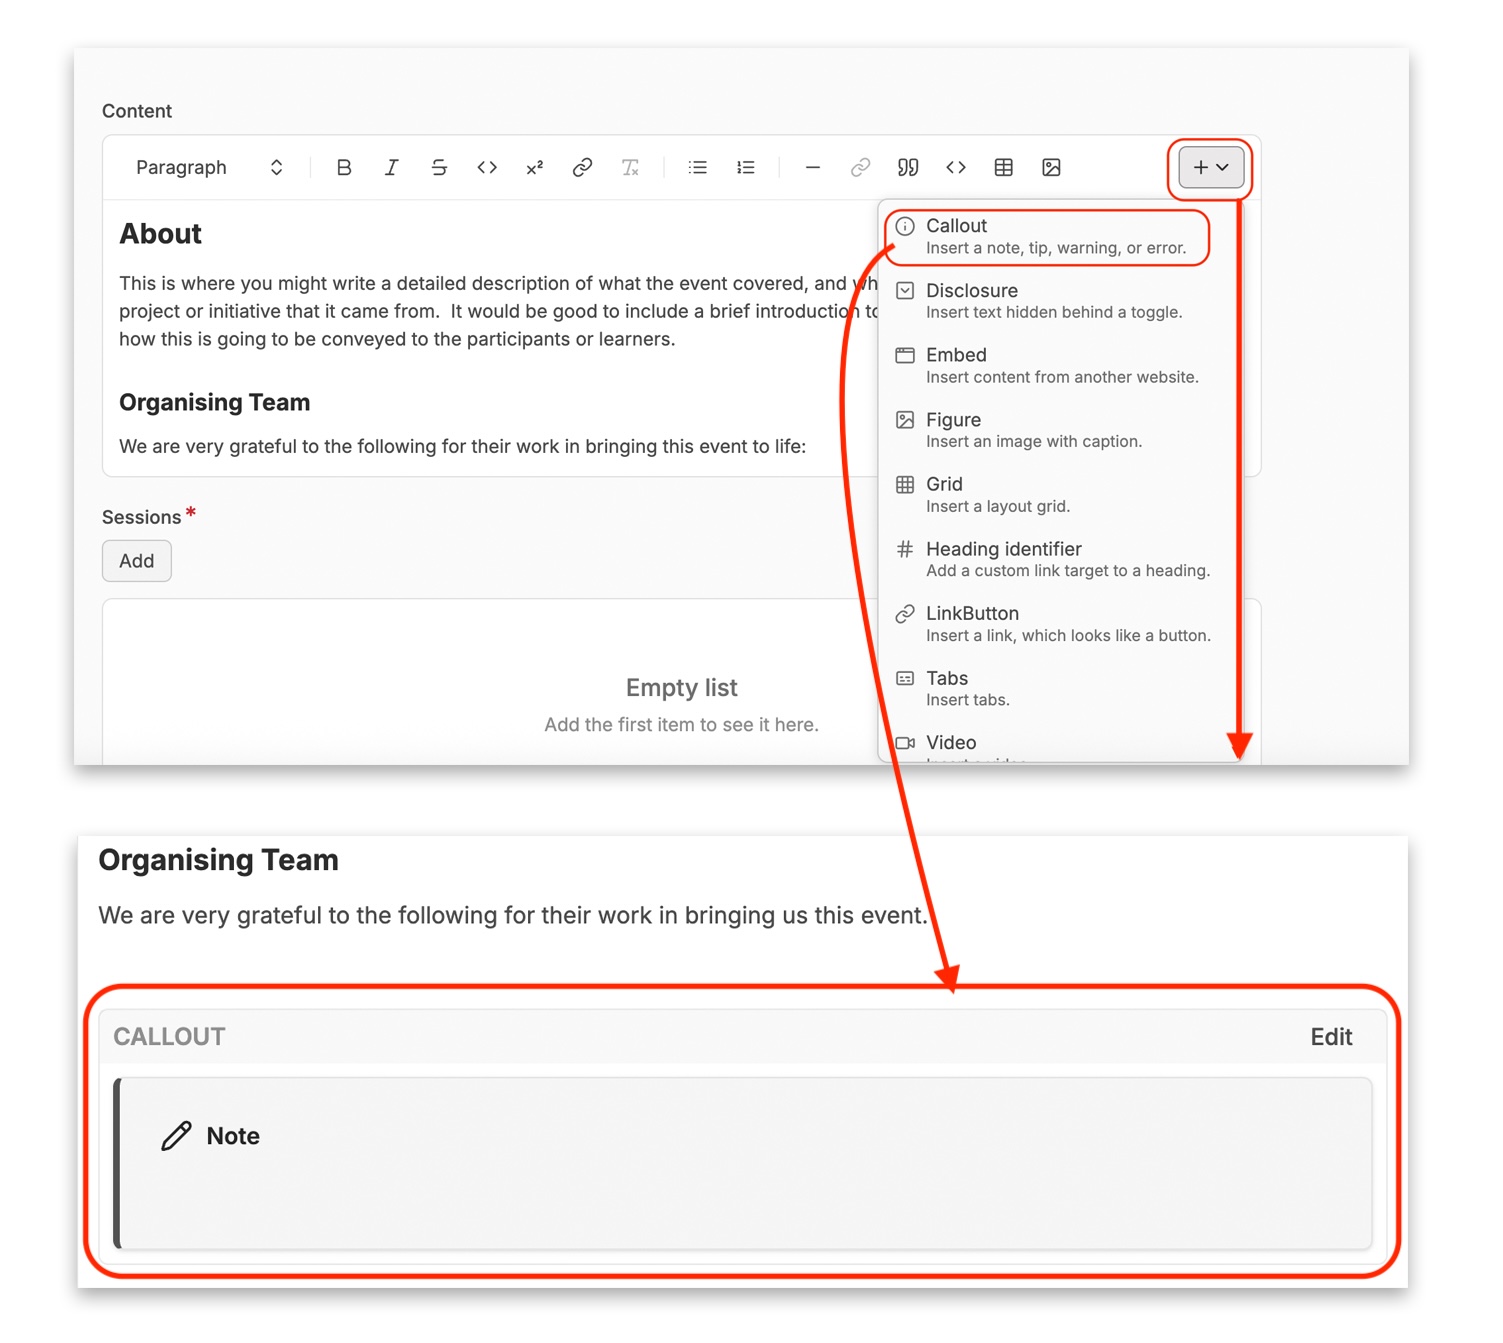 Content
Paragraph
About
This is where you might write a detailed description of what the event covered, and wh
project or initiative that it came from.  It would be good to include a brief introduction to
how this is going to be conveyed to the participants or learners.
Organising Team
We are very grateful to the following for their work in bringing this event to life:
Sessions*
Add
Empty list
Add the first item to see it here.
Callout
Insert a note, tip, warning, or error.
Disclosure
Insert text hidden behind a toggle.
Embed
Insert content from another website.
Figure
Insert an image with caption.
Grid
Insert a layout grid.
Heading identifier
Add a custom link target to a heading.
LinkButton
Insert a link, which looks like a button.
Tabs
Insert tabs.
Video
Organising Team
We are very grateful to the following for their work in bringing us this event.
CALLOUT
Edit
Note